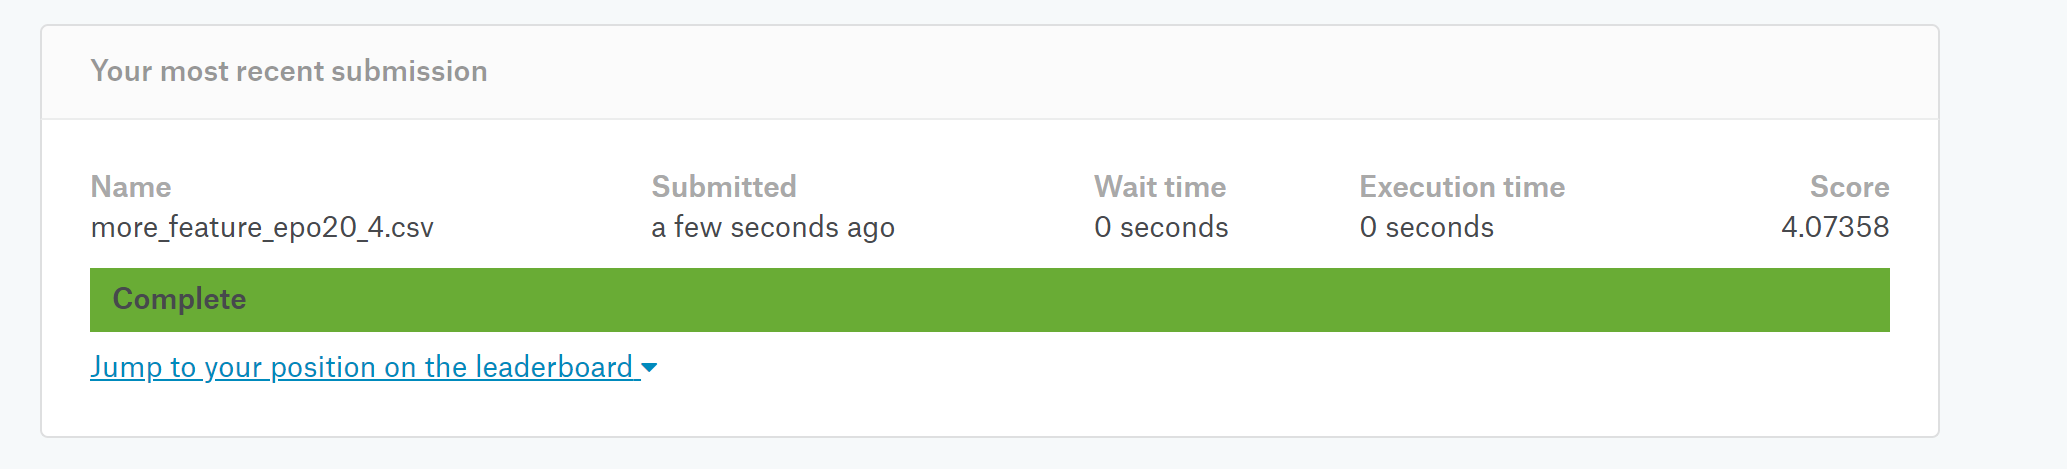 Your most recent submission
Name Submitted Wait time Execution time Score
more_feature_epo20_4.csv a few seconds ago 0 seconds 0 seconds 4.07358
Complete
Jump to your position on the leaderboard